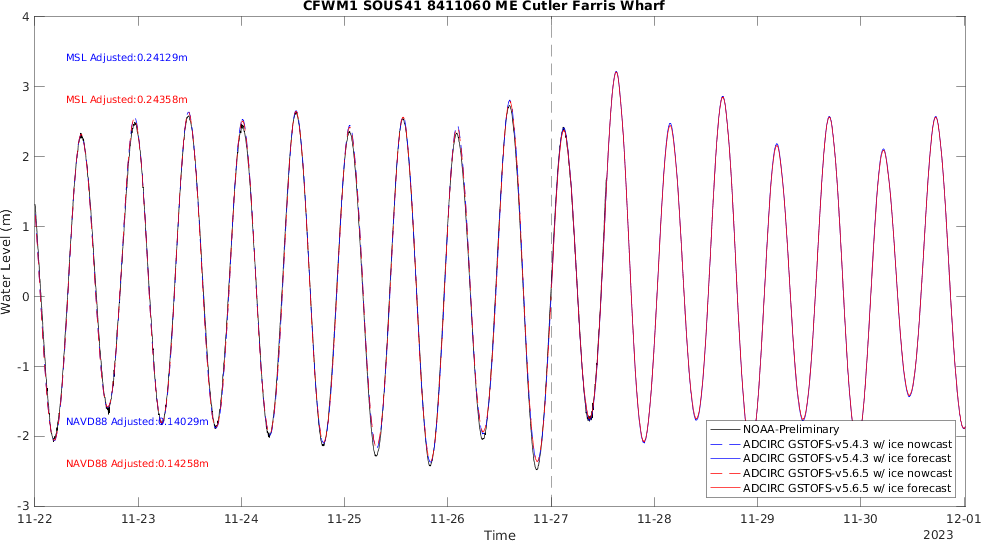 CFWM1 SOUS41 8411060 ME Cutler Farris Wharf
4
3
2
1
0
-1
-2
-3
Water Level (m)
MSL Adjusted:0.24129m
MSL Adjusted:0.24358m
NAVD88 Adjusted:0.14029m
NAVD88 Adjusted:0.14258m
NOAA-Preliminary
ADCIRC GSTOFS-v5.4.3 w/ ice nowcast
ADCIRC GSTOFS-v5.4.3 w/ ice forecast
ADCIRC GSTOFS-v5.6.5 w/ ice nowcast
ADCIRC GSTOFS-v5.6.5 w/ ice forecast
11-22 11-23 11-24 11-25 11-26 11-27 11-28 11-29 11-30 12-01
Time
2023